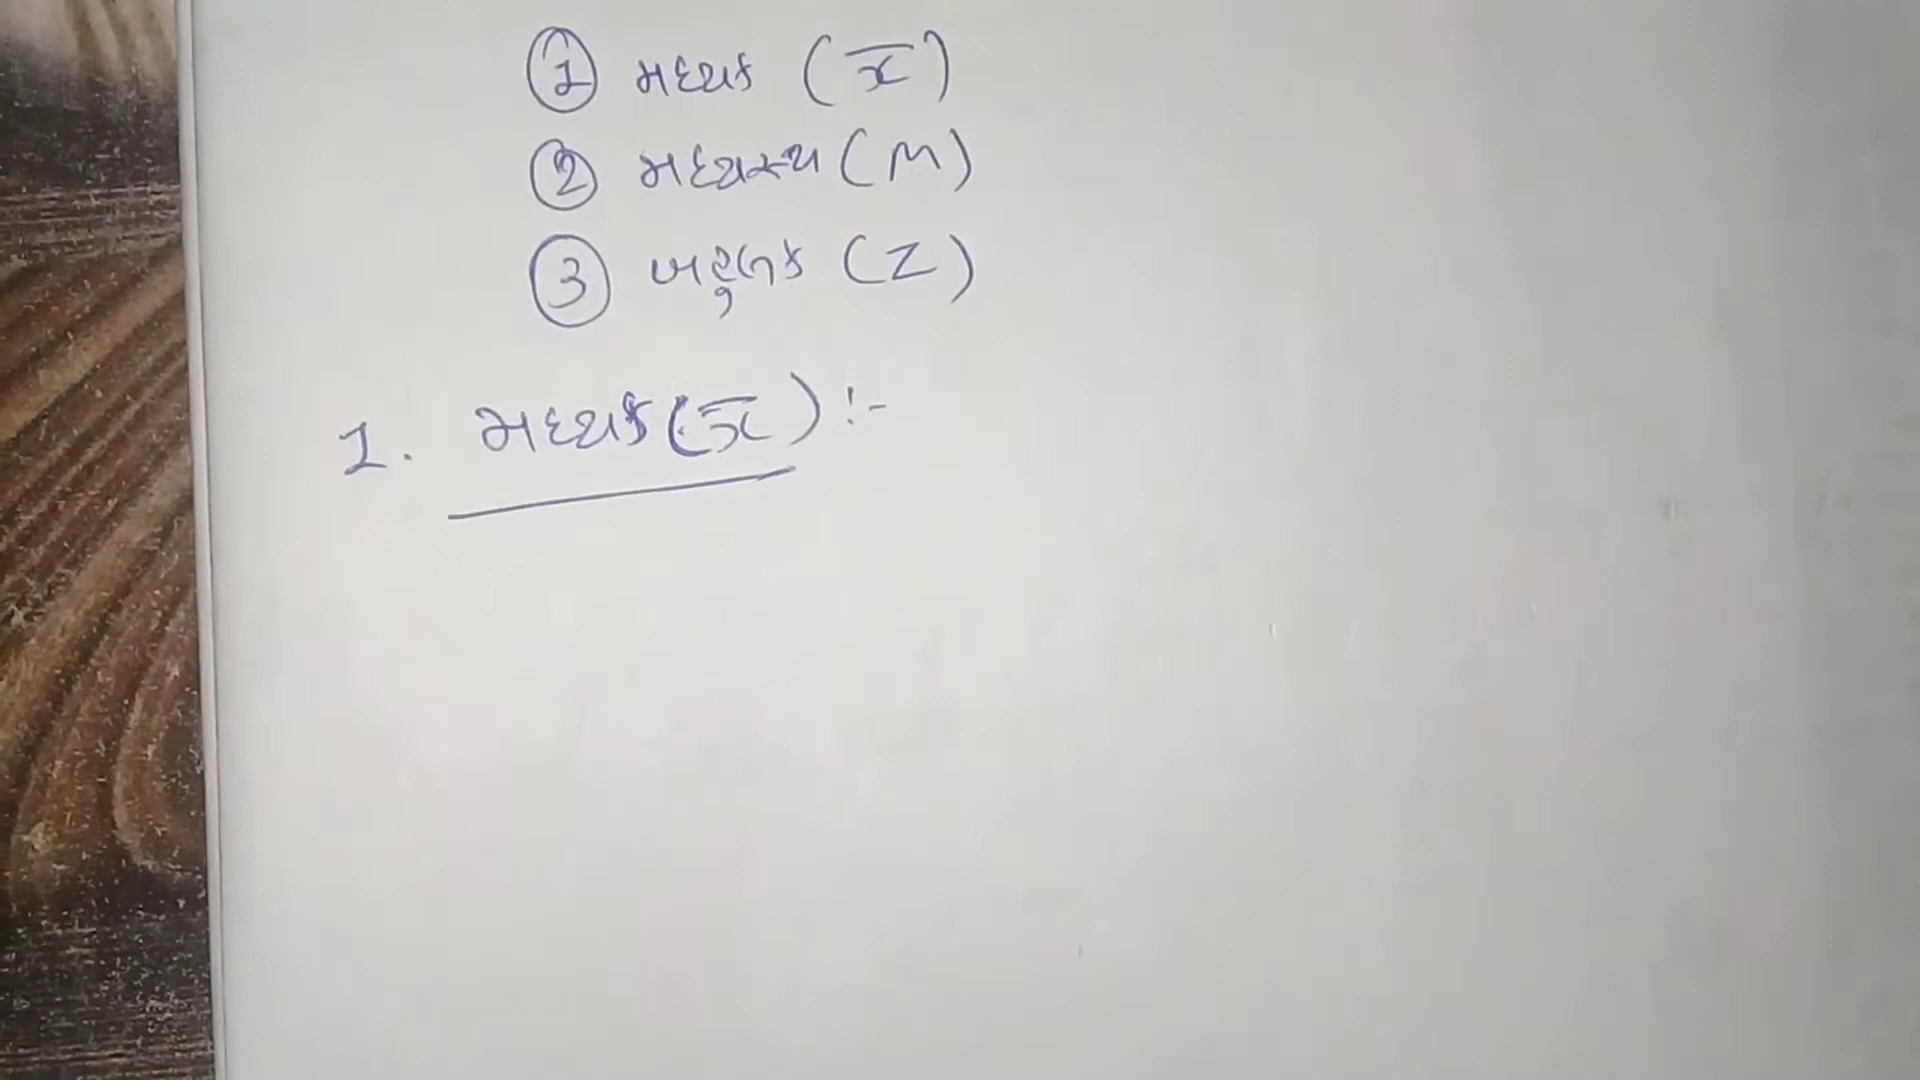 ① મધ્યક (x̄)
② મધ્યસ્થ (M)
③ બહુલક (Z)
1. મધ્યક (x̄) :-